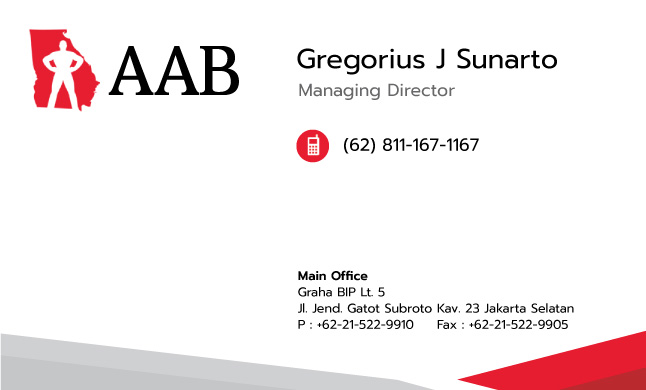 AAB
Gregorius J Sunarto
Managing Director
(62) 811-167-1167
Main Office
Graha BIP Lt. 5
Jl. Jend. Gatot Subroto Kav. 23 Jakarta Selatan
P : +62-21-522-9910 Fax : +62-21-522-9905